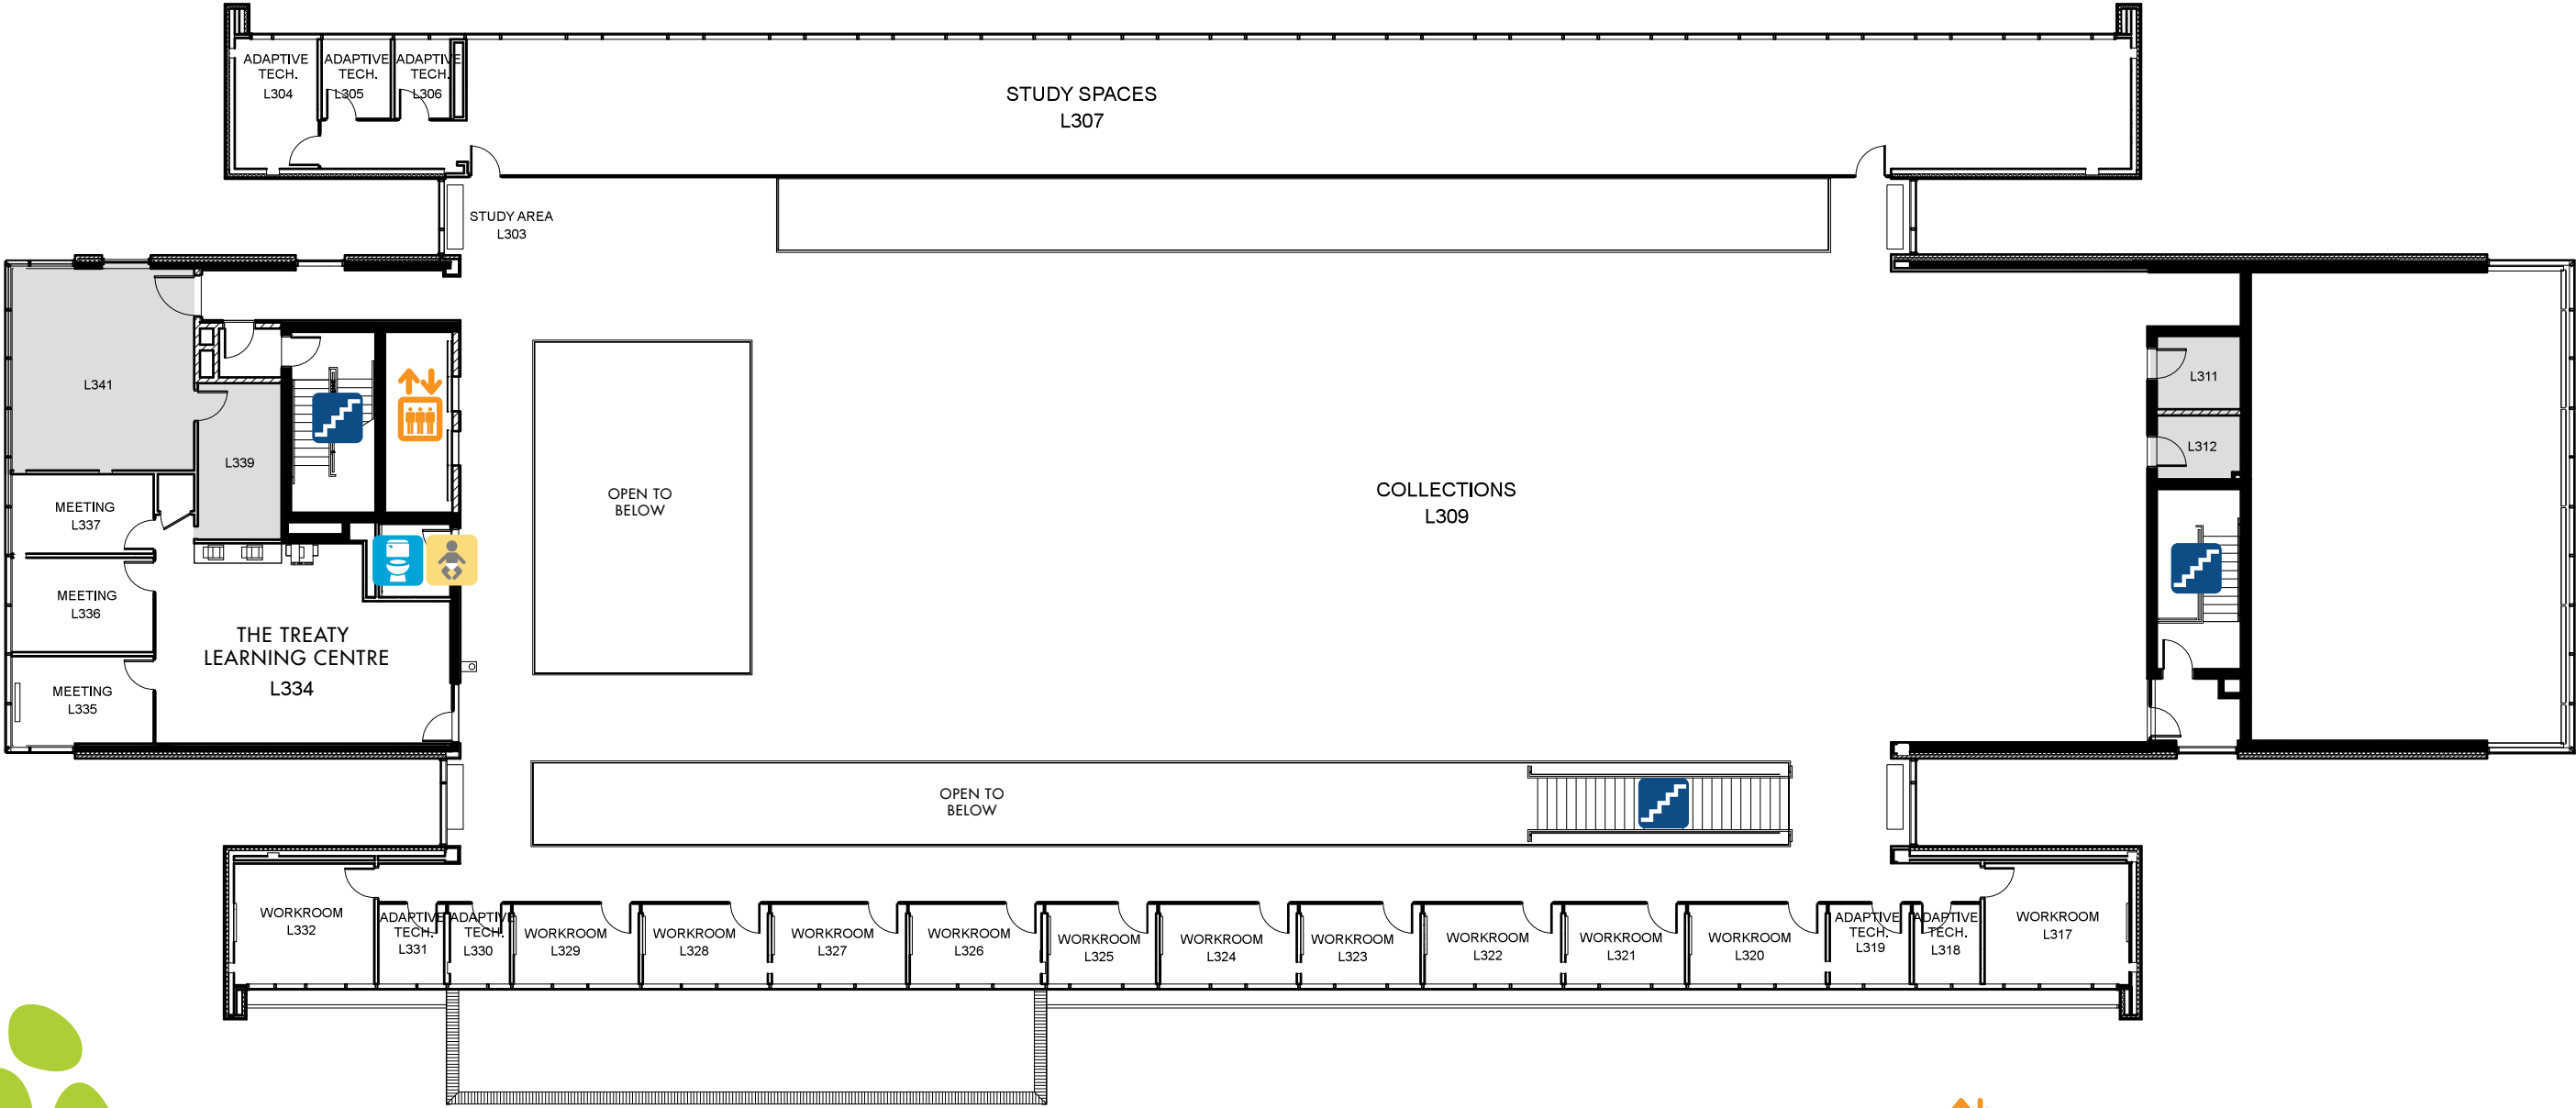 ADAPTIVE
TECH.
L304
ADAPTIVE
TECH.
L305
ADAPTIVE
TECH.
L306
STUDY SPACES
L307
STUDY AREA
L303
L341
L339
MEETING
L337
MEETING
L336
MEETING
L335
THE TREATY
LEARNING CENTRE
L334
OPEN TO
BELOW
COLLECTIONS
L309
L311
L312
OPEN TO
BELOW
WORKROOM
L332
ADAPTIVE
TECH.
L331
ADAPTIVE
TECH.
L330
WORKROOM
L329
WORKROOM
L328
WORKROOM
L327
WORKROOM
L326
WORKROOM
L325
WORKROOM
L324
WORKROOM
L323
WORKROOM
L322
WORKROOM
L321
WORKROOM
L320
ADAPTIVE
TECH.
L319
ADAPTIVE
TECH.
L318
WORKROOM
L317